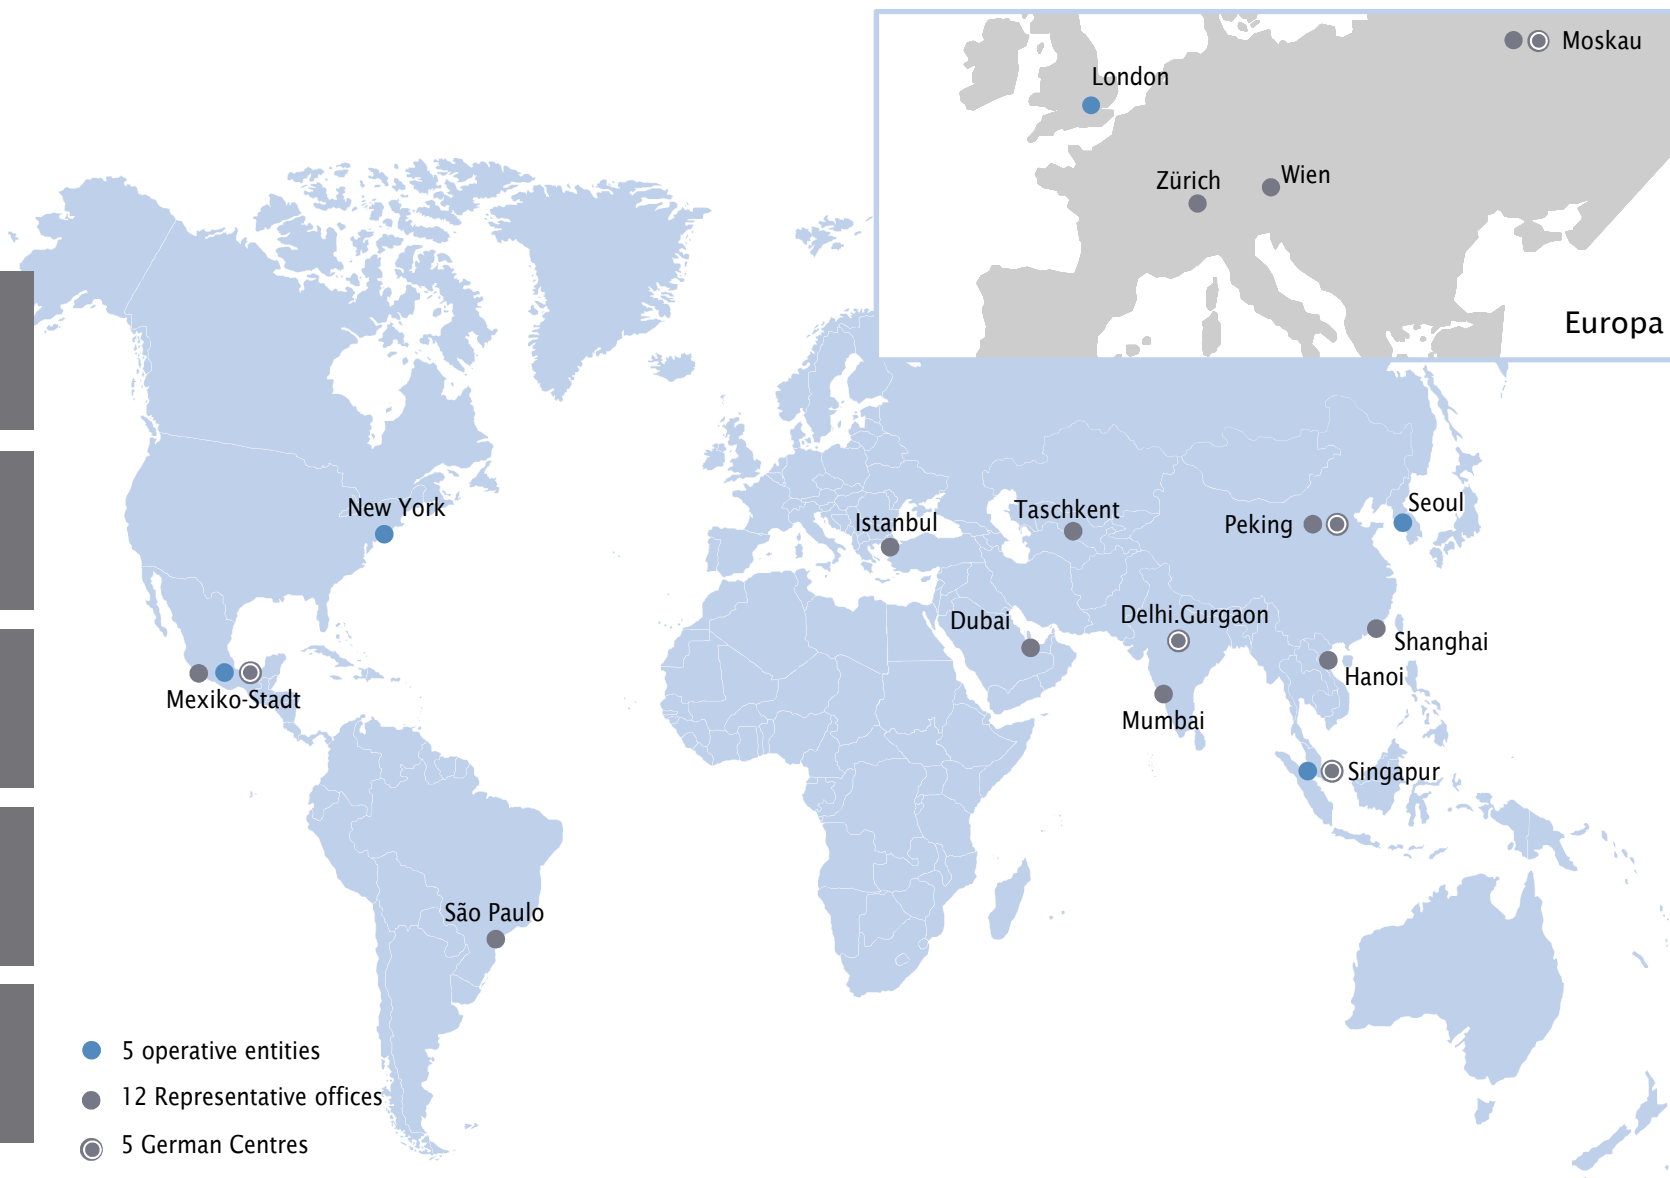 Moskau
London
Zürich
Wien
Europa
New York
Istanbul
Taschkent
Peking
Seoul
Dubai
Delhi.Gurgaon
Shanghai
Hanoi
Mexiko-Stadt
Mumbai
Singapur
São Paulo
5 operative entities
12 Representative offices
5 German Centres